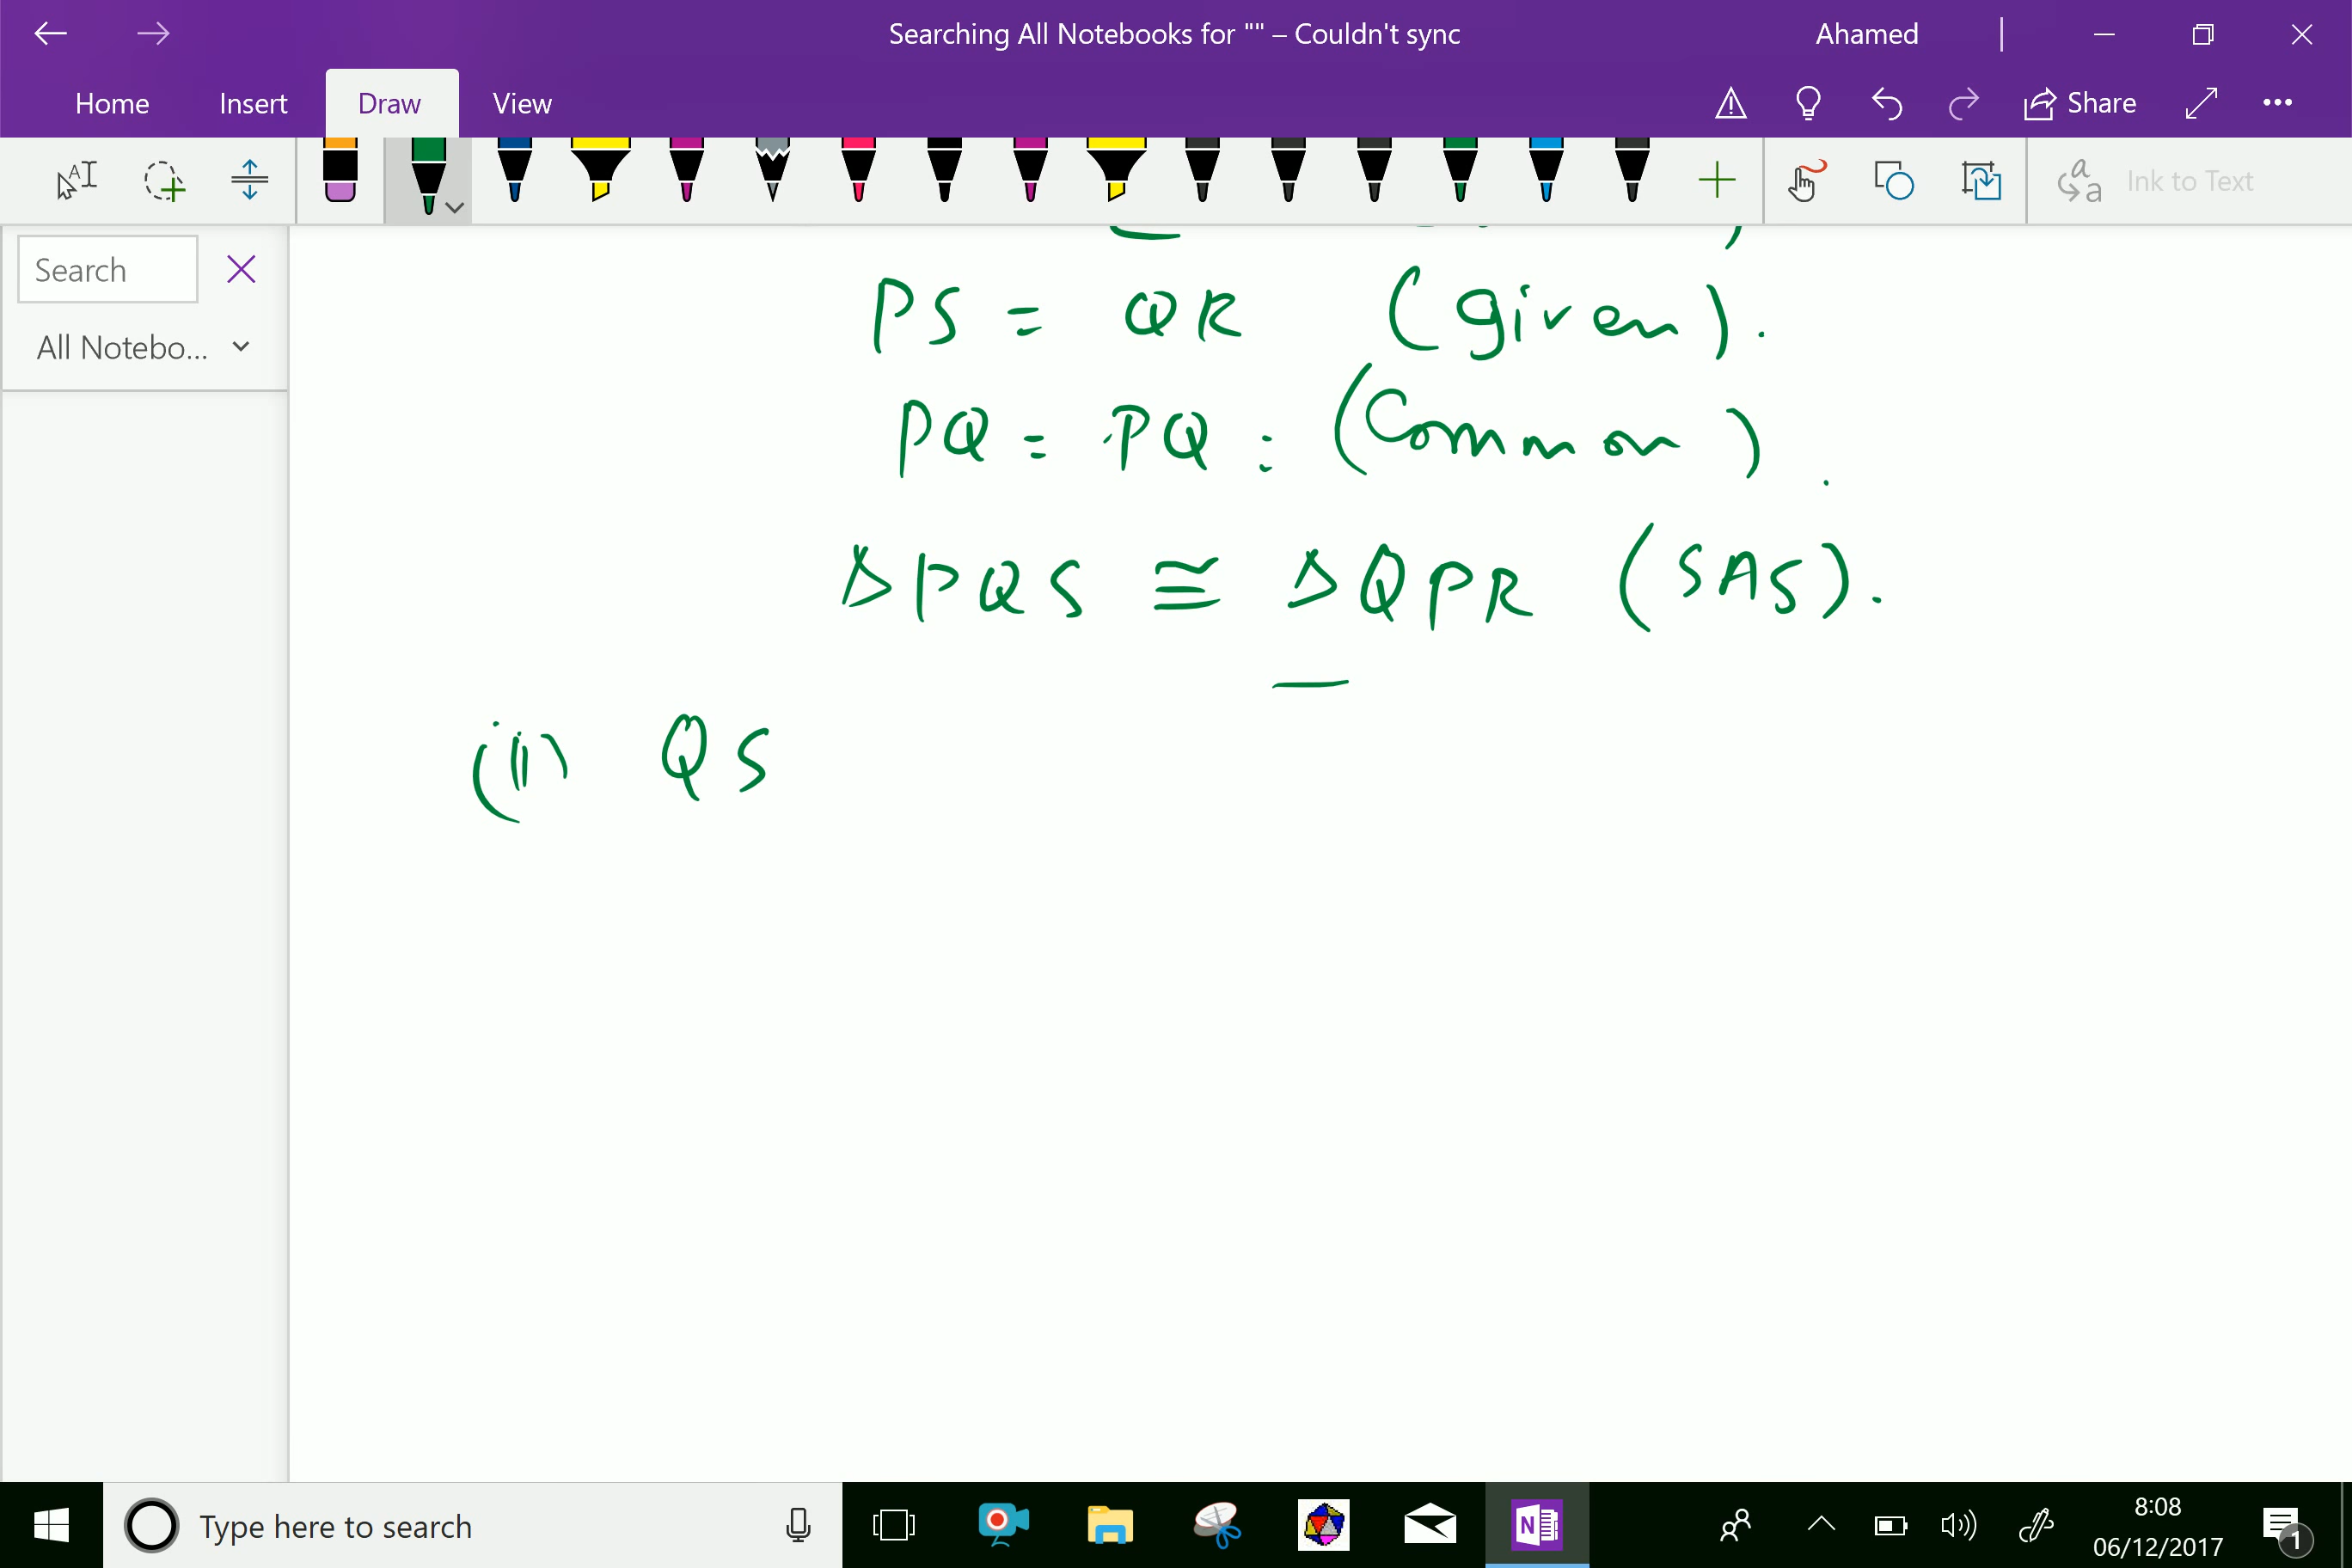 Searching All Notebooks for "" – Couldn't sync
Ahamed
Home Insert Draw View
Share
Ink to Text
Search
All Notebo...
PS = QR (given).
PQ = PQ : (Common).
ΔPQS ≅ ΔQPR (SAS).
(ii) QS
Type here to search
8:08
06/12/2017
1